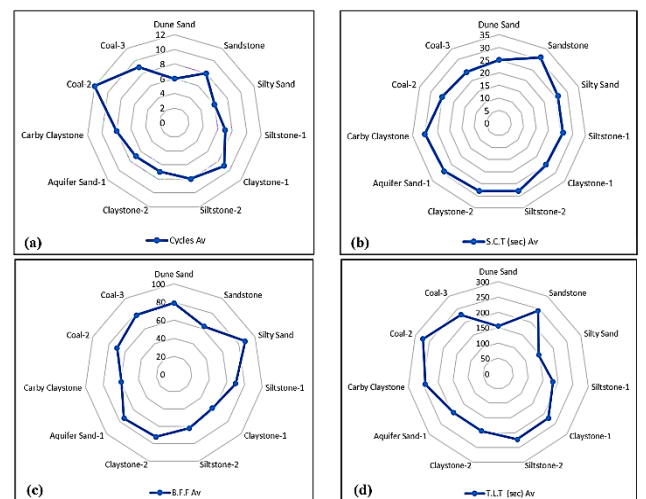 Dune Sand
12
10
8
6
4
2
0
Sandstone
Silty Sand
Siltstone-1
Claystone-1
Siltstone-2
Claystone-2
Aquifer Sand-1
Carby Claystone
Coal-2
Coal-3
(a)
Cycles Av
Dune Sand
35
30
25
20
15
10
5
0
Sandstone
Silty Sand
Siltstone-1
Claystone-1
Siltstone-2
Claystone-2
Aquifer Sand-1
Carby Claystone
Coal-2
Coal-3
(b)
S.C.T (sec) Av
Dune Sand
100
80
60
40
20
0
Sandstone
Silty Sand
Siltstone-1
Claystone-1
Siltstone-2
Claystone-2
Aquifer Sand-1
Carby Claystone
Coal-2
Coal-3
(c)
B.F.F Av
Dune Sand
300
250
200
150
100
50
0
Sandstone
Silty Sand
Siltstone-1
Claystone-1
Siltstone-2
Claystone-2
Aquifer Sand-1
Carby Claystone
Coal-2
Coal-3
(d)
T.L.T (sec) Av